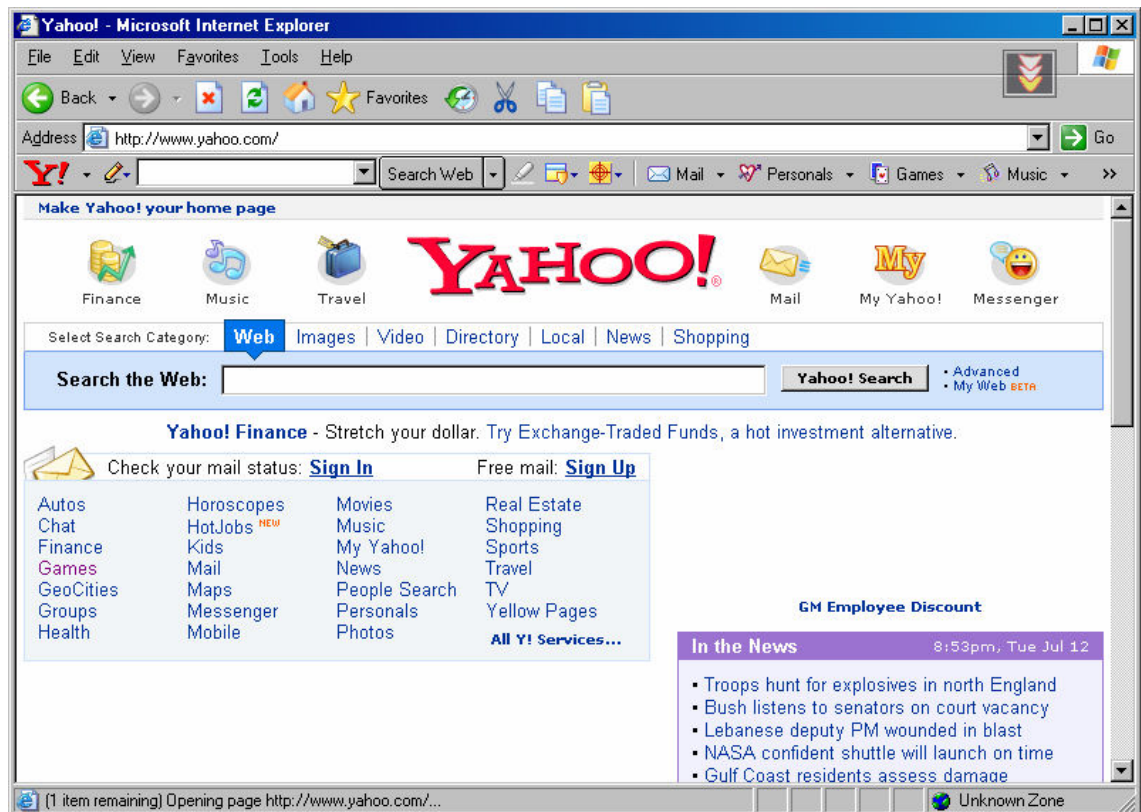 Yahoo! - Microsoft Internet Explorer
File Edit View Favorites Tools Help
Back Favorites
Address http://www.yahoo.com/ Go
Y! Search Web Mail Personals Games Music >>
Make Yahoo! your home page
YAHOO!®
Finance Music Travel Mail My Yahoo! Messenger
Select Search Category: Web Images | Video | Directory | Local | News | Shopping
Search the Web: Yahoo! Search • Advanced
• My Web BETA
Yahoo! Finance - Stretch your dollar. Try Exchange-Traded Funds, a hot investment alternative.
Check your mail status: Sign In Free mail: Sign Up
Autos Horoscopes Movies Real Estate
Chat HotJobs NEW Music Shopping
Finance Kids My Yahoo! Sports
Games Mail News Travel
GeoCities Maps People Search TV
Groups Messenger Personals Yellow Pages
Health Mobile Photos All Y! Services...
GM Employee Discount
In the News 8:53pm, Tue Jul 12
▪ Troops hunt for explosives in north England
▪ Bush listens to senators on court vacancy
▪ Lebanese deputy PM wounded in blast
▪ NASA confident shuttle will launch on time
▪ Gulf Coast residents assess damage
(1 item remaining) Opening page http://www.yahoo.com/... Unknown Zone